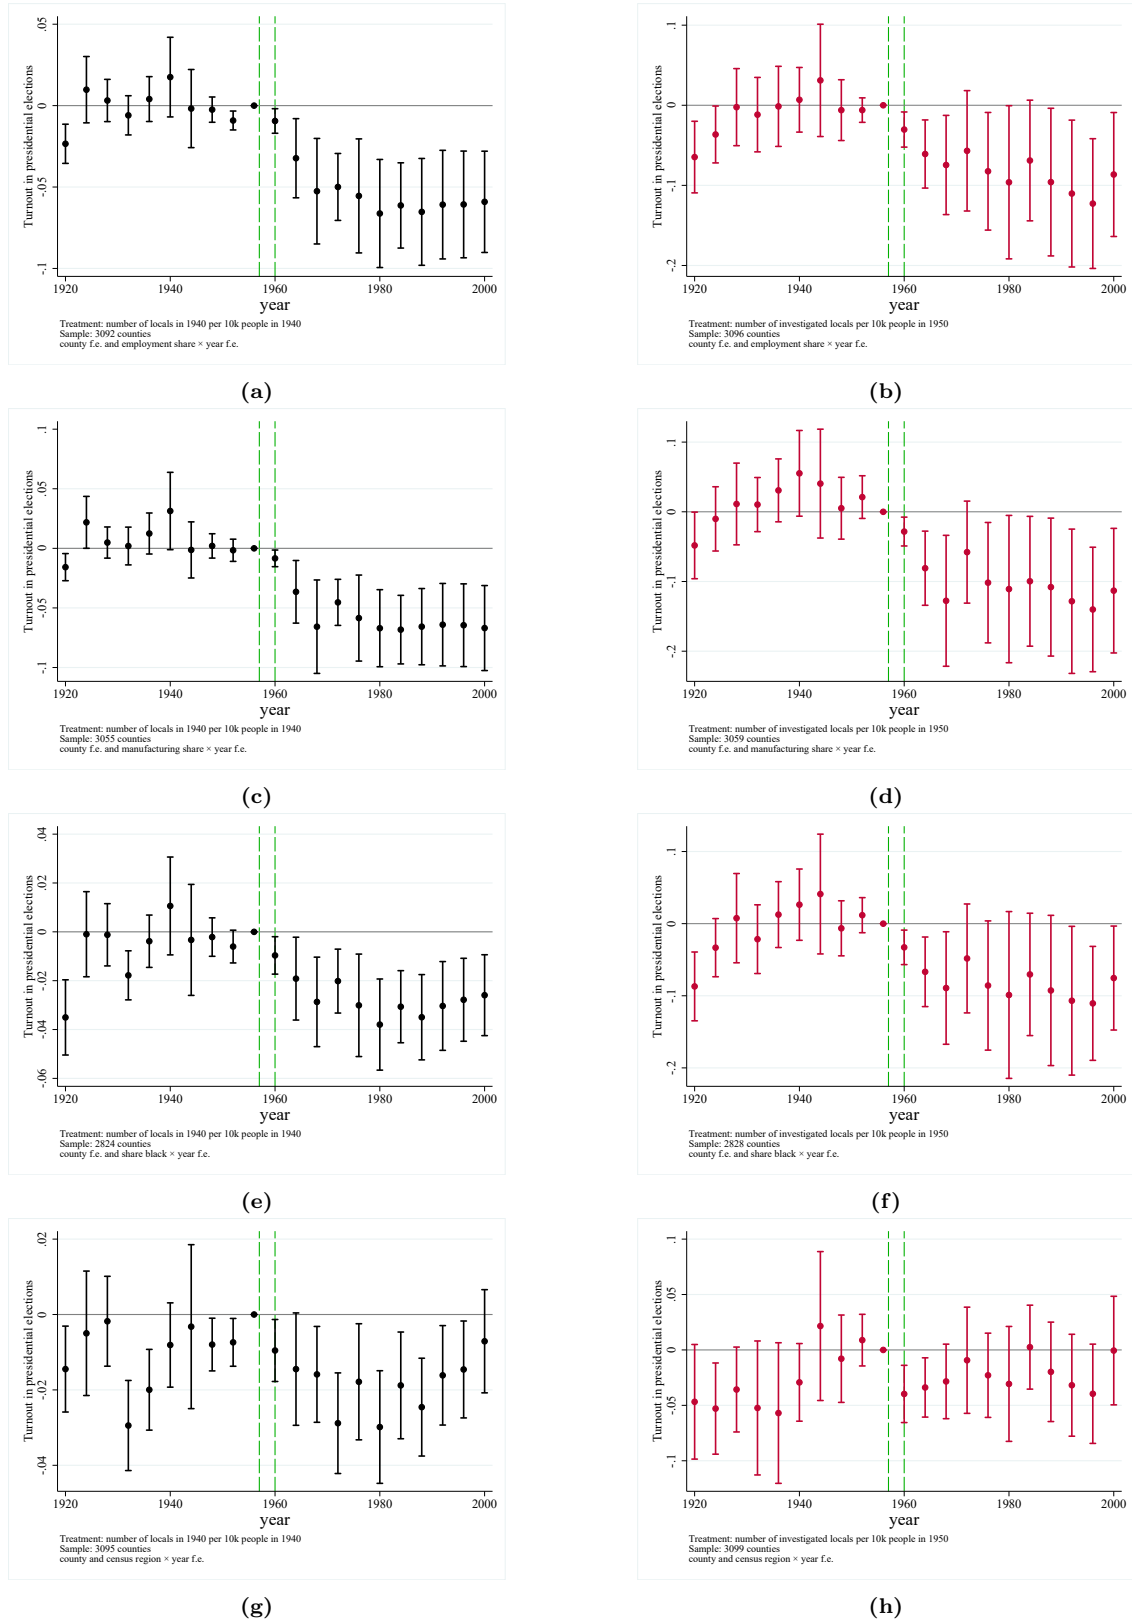 Turnout in presidential elections
.05
0
-.05
-.1
1920 1940 1960 1980 2000
year
Treatment: number of locals in 1940 per 10k people in 1940
Sample: 3092 counties
county f.e. and employment share × year f.e.
(a)
Turnout in presidential elections
.1
0
-.1
-.2
1920 1940 1960 1980 2000
year
Treatment: number of investigated locals per 10k people in 1950
Sample: 3096 counties
county f.e. and employment share × year f.e.
(b)
Turnout in presidential elections
.1
.05
0
-.05
-.1
1920 1940 1960 1980 2000
year
Treatment: number of locals in 1940 per 10k people in 1940
Sample: 3055 counties
county f.e. and manufacturing share × year f.e.
(c)
Turnout in presidential elections
.1
0
-.1
-.2
1920 1940 1960 1980 2000
year
Treatment: number of investigated locals per 10k people in 1950
Sample: 3059 counties
county f.e. and manufacturing share × year f.e.
(d)
Turnout in presidential elections
.04
.02
0
-.02
-.04
-.06
1920 1940 1960 1980 2000
year
Treatment: number of locals in 1940 per 10k people in 1940
Sample: 2824 counties
county f.e. and share black × year f.e.
(e)
Turnout in presidential elections
.1
0
-.1
-.2
1920 1940 1960 1980 2000
year
Treatment: number of investigated locals per 10k people in 1950
Sample: 2828 counties
county f.e. and share black × year f.e.
(f)
Turnout in presidential elections
.02
0
-.02
-.04
1920 1940 1960 1980 2000
year
Treatment: number of locals in 1940 per 10k people in 1940
Sample: 3095 counties
county and census region × year f.e.
(g)
Turnout in presidential elections
.1
.05
0
-.05
-.1
1920 1940 1960 1980 2000
year
Treatment: number of investigated locals per 10k people in 1950
Sample: 3099 counties
county and census region × year f.e.
(h)